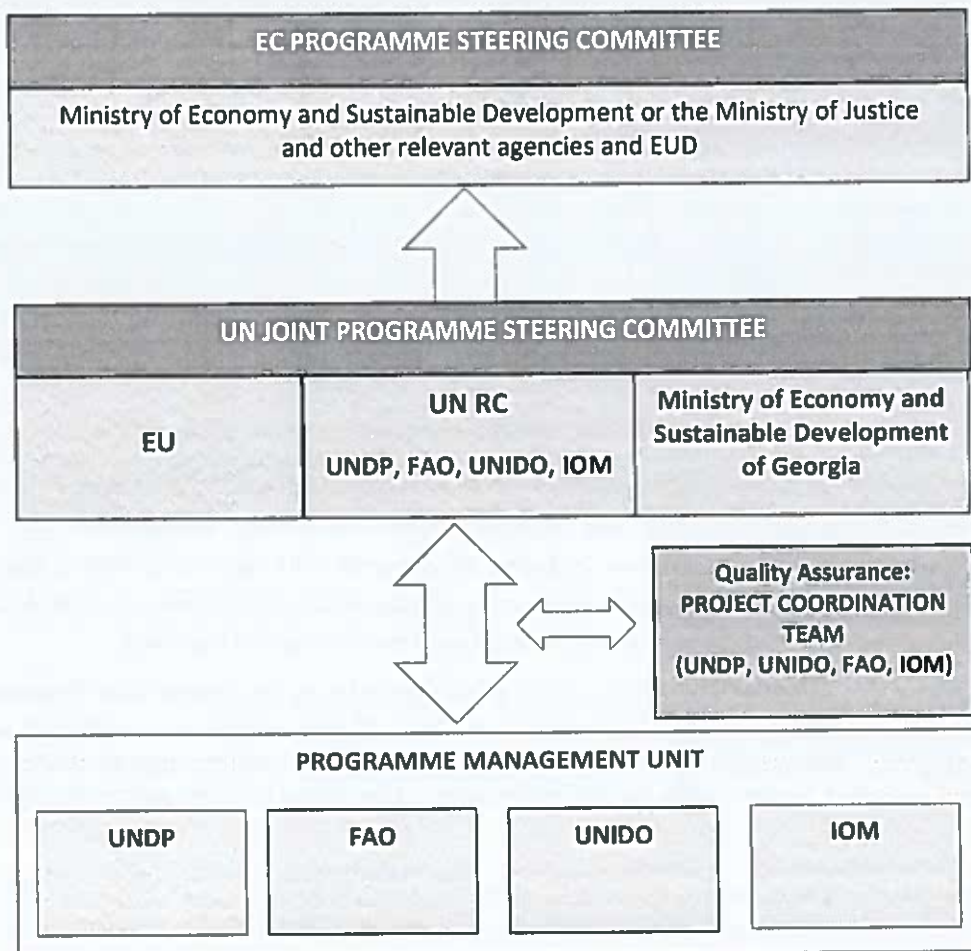 EC PROGRAMME STEERING COMMITTEE
Ministry of Economy and Sustainable Development or the Ministry of Justice
and other relevant agencies and EUD
UN JOINT PROGRAMME STEERING COMMITTEE
EU
UN RC
UNDP, FAO, UNIDO, IOM
Ministry of Economy and
Sustainable Development
of Georgia
Quality Assurance:
PROJECT COORDINATION
TEAM
(UNDP, UNIDO, FAO, IOM)
PROGRAMME MANAGEMENT UNIT
UNDP
FAO
UNIDO
IOM